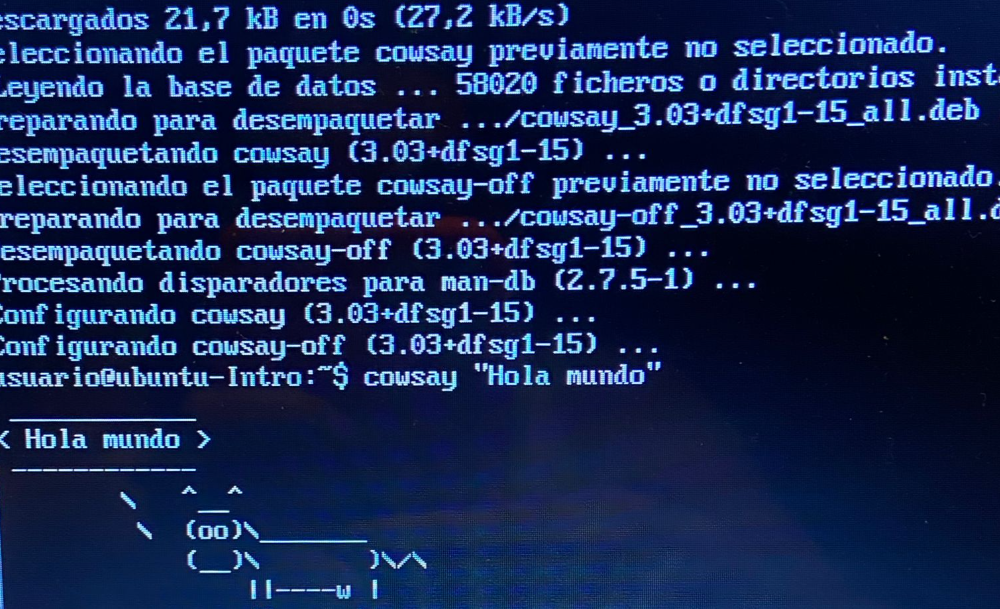 escargados 21,7 kB en 0s (27,2 kB/s)
eleccionando el paquete cowsay previamente no seleccionado.
Leyendo la base de datos ... 58020 ficheros o directorios inst
reparando para desempaquetar .../cowsay_3.03+dfsg1-15_all.deb
esempaquetando cowsay (3.03+dfsg1-15) ...
eleccionando el paquete cowsay-off previamente no seleccionado.
reparando para desempaquetar .../cowsay-off_3.03+dfsg1-15_all.d
esempaquetando cowsay-off (3.03+dfsg1-15) ...
rocesando disparadores para man-db (2.7.5-1) ...
Configurando cowsay (3.03+dfsg1-15) ...
Configurando cowsay-off (3.03+dfsg1-15) ...
usuario@ubuntu-Intro:~$ cowsay "Hola mundo"
 ____________
< Hola mundo >
 ------------
        \   ^__^
         \  (oo)\_______
            (__)\       )\/\
                ||----w |